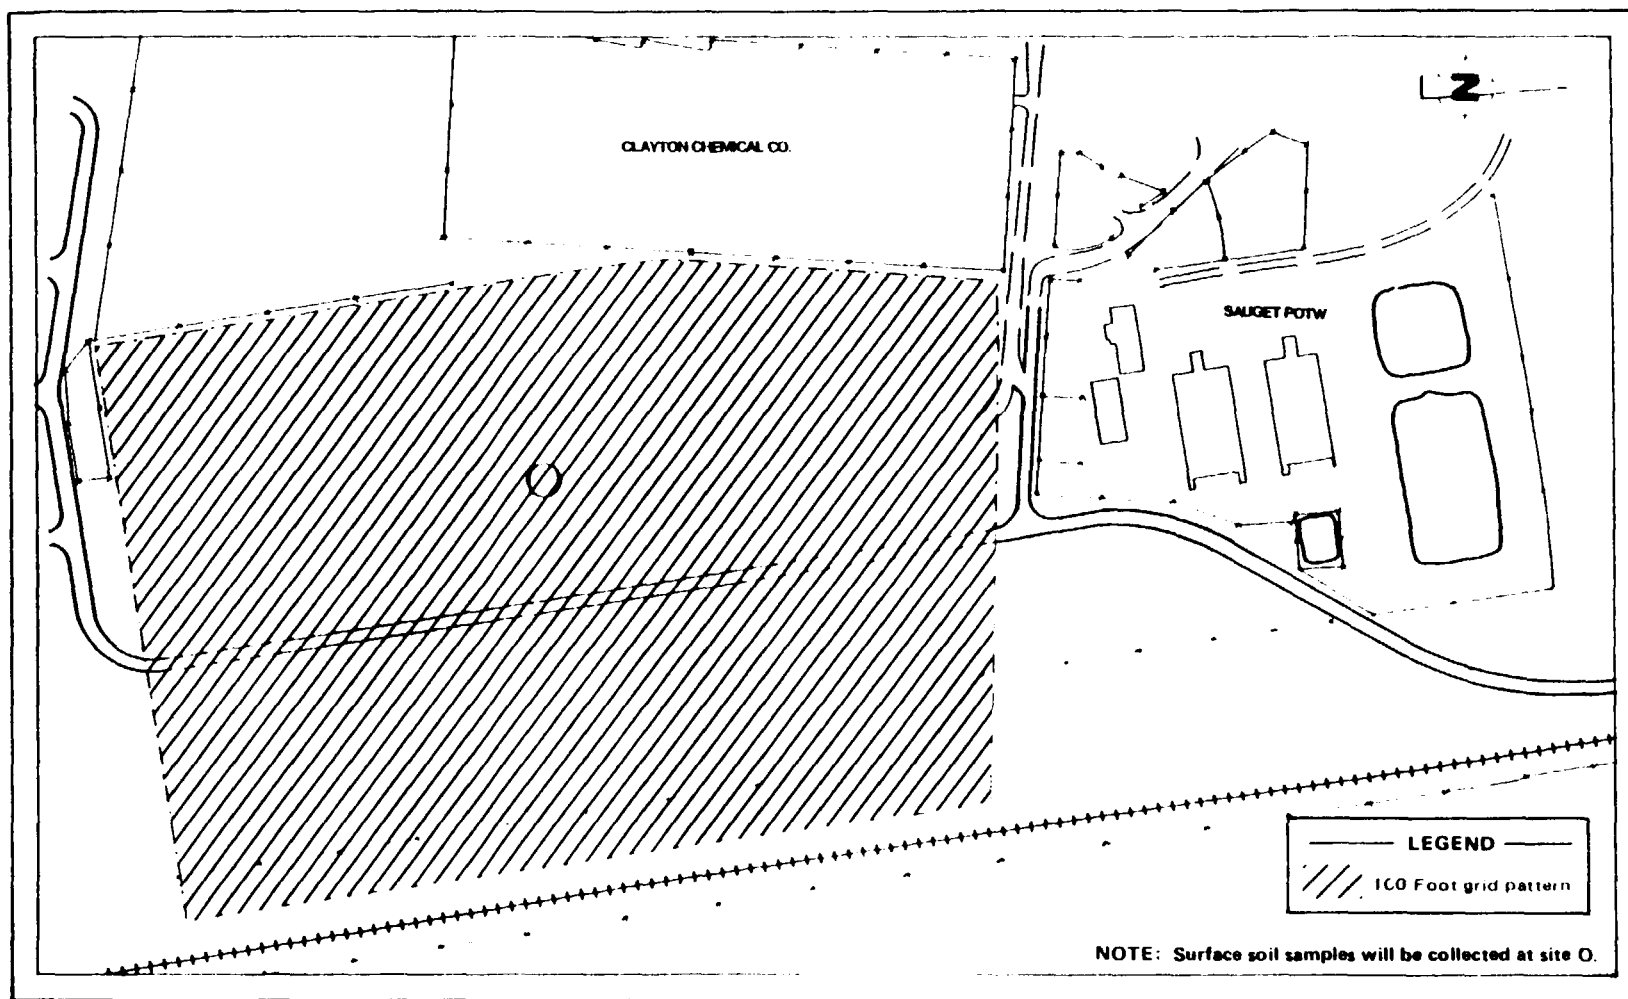 CLAYTON CHEMICAL CO.
N
SAUGET POTW
O
LEGEND
100 Foot grid pattern
NOTE: Surface soil samples will be collected at site O.